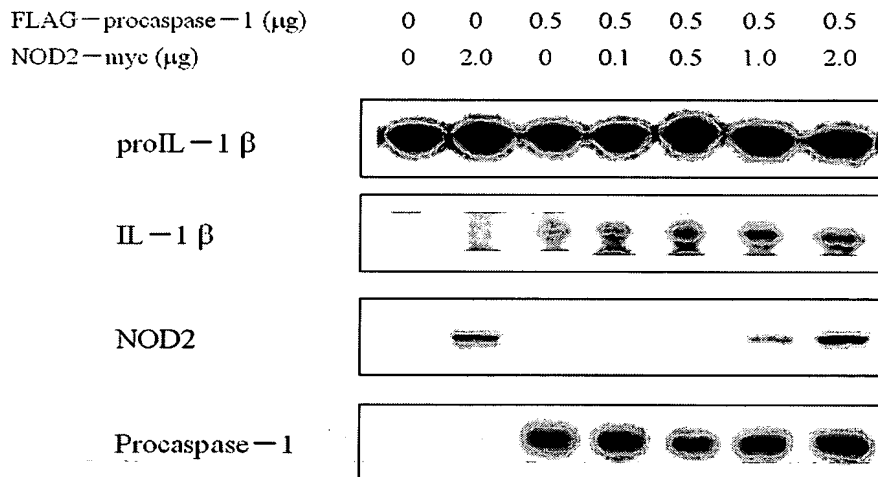 FLAG－procaspase－1 (μg) 0 0 0.5 0.5 0.5 0.5 0.5
NOD2－myc (μg) 0 2.0 0 0.1 0.5 1.0 2.0
proIL－1 β
IL－1 β
NOD2
Procaspase－1